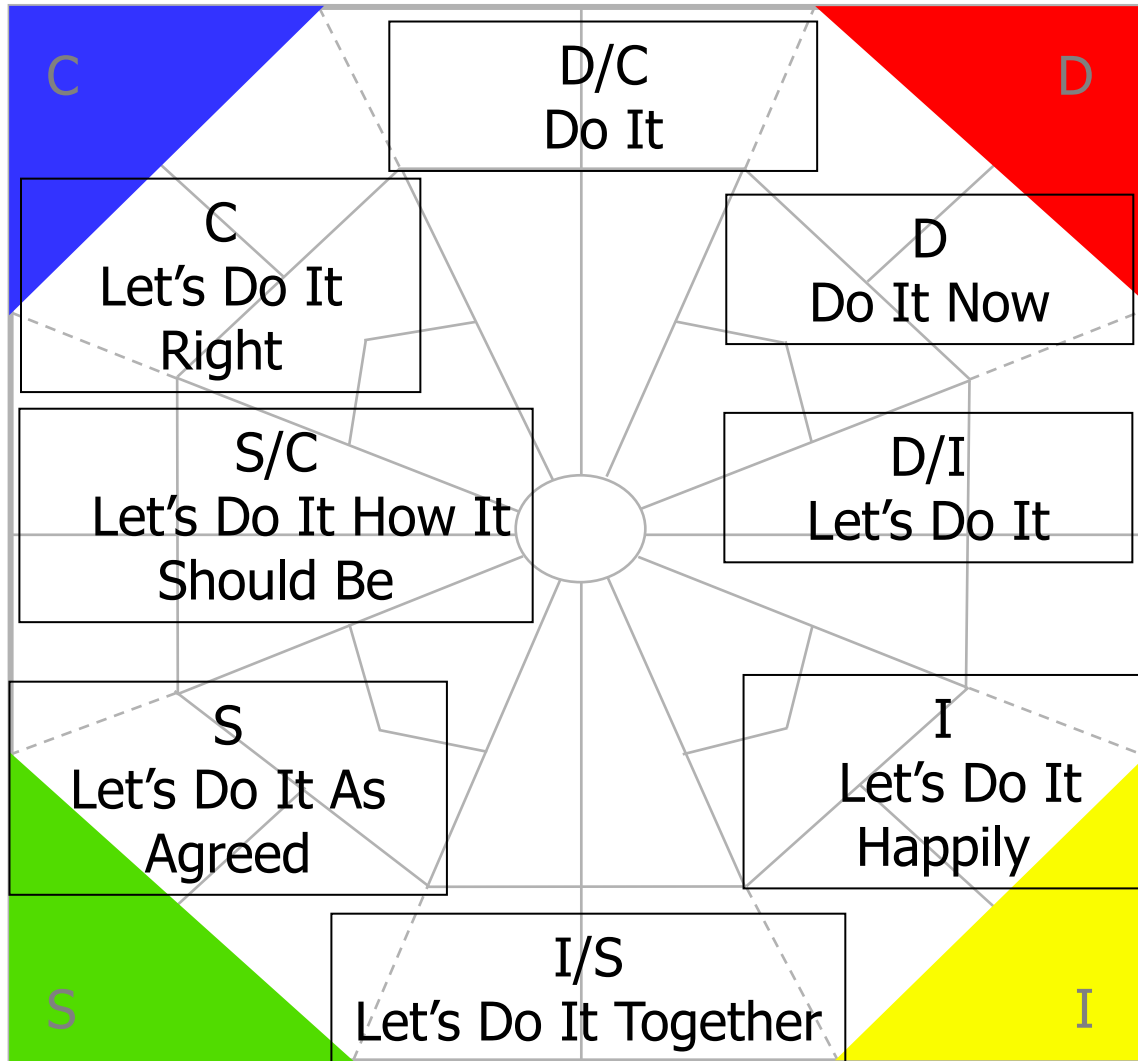 C
D
D/C
Do It
C
Let’s Do It
Right
D
Do It Now
S/C
Let’s Do It How It
Should Be
D/I
Let’s Do It
S
Let’s Do It As
Agreed
I
Let’s Do It
Happily
I/S
Let’s Do It Together
S
I